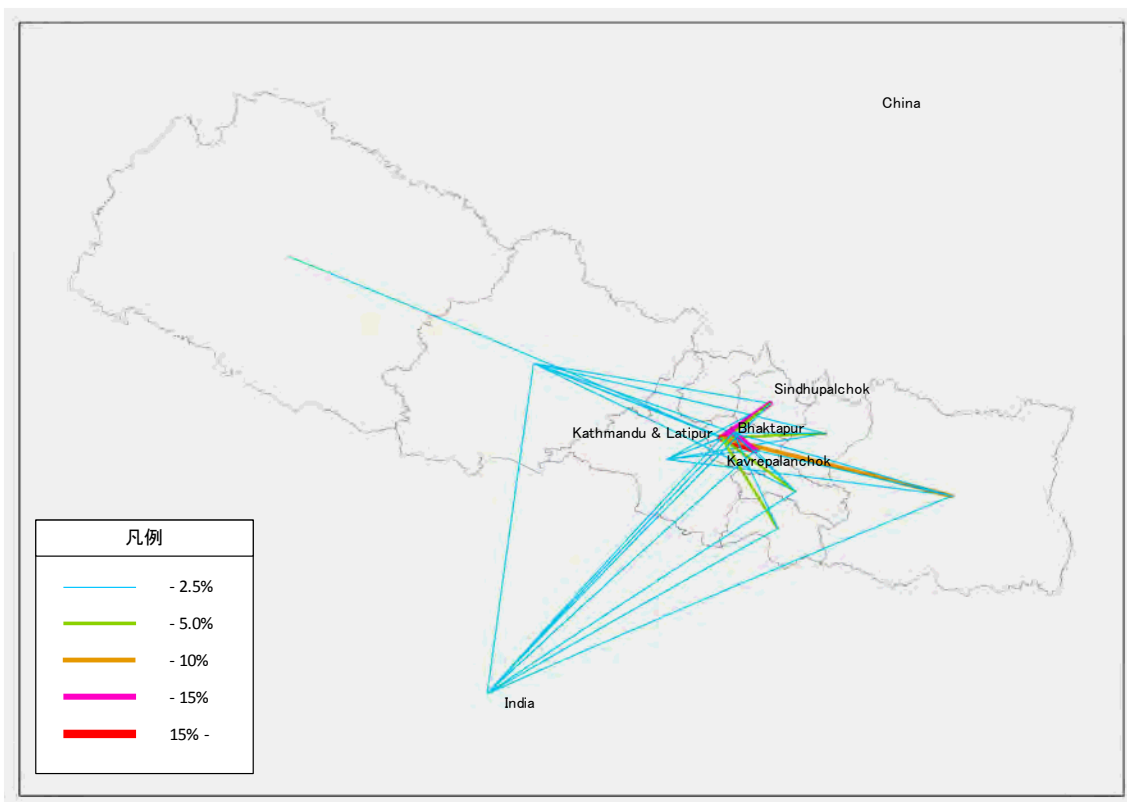 China
Sindhupalchok
Bhaktapur
Kathmandu & Latipur
Kavrepalanchok
India
凡例
- 2.5%
- 5.0%
- 10%
- 15%
15% -